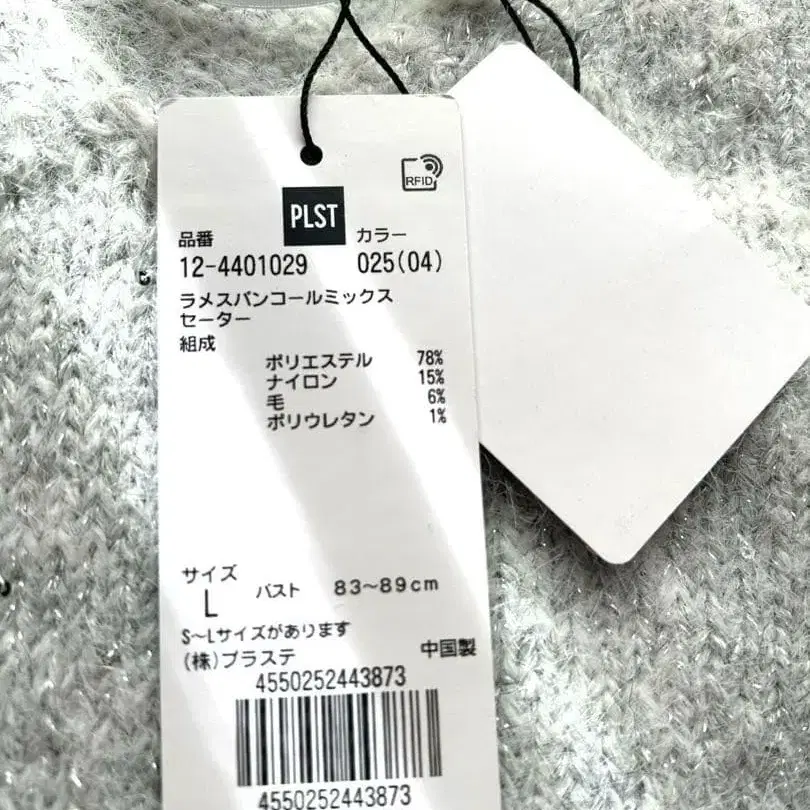 RFID
PLST
品番 カラー
12-4401029 025(04)
ラメスパンコールミックス
セーター
組成
ポリエステル 78%
ナイロン 15%
毛 6%
ポリウレタン 1%
サイズ
L バスト 83~89cm
S~Lサイズがあります
(株)プラステ 中国製
4550252443873
4550252443873